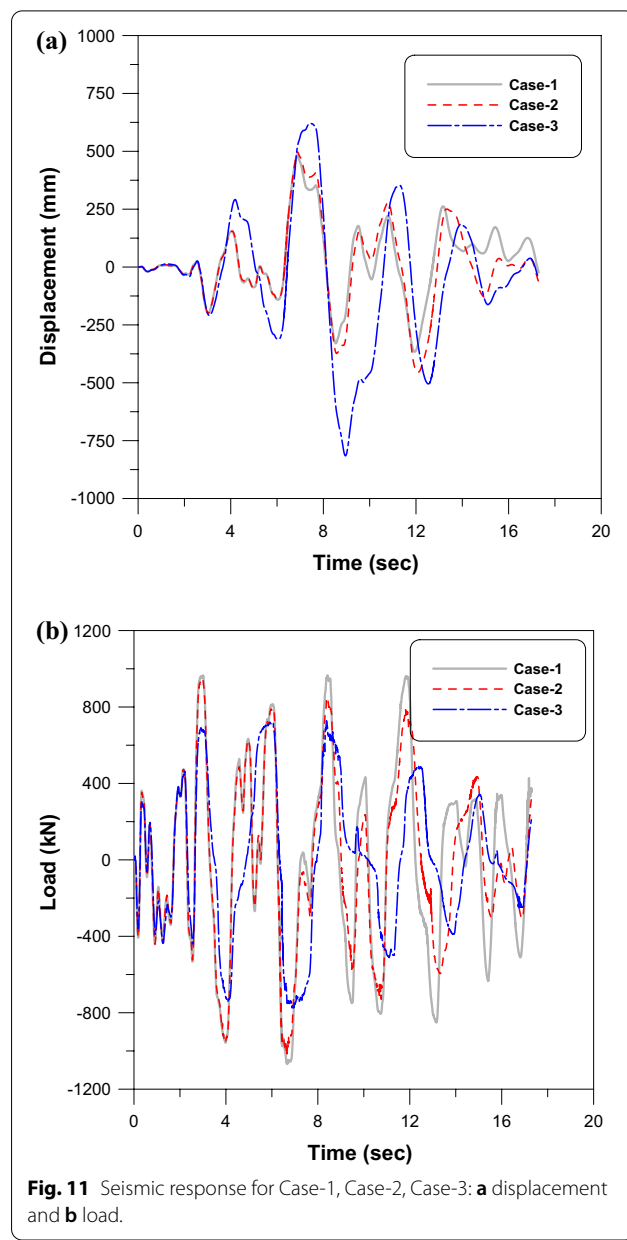 (a)
1000
750
500
250
0
-250
-500
-750
-1000
Displacement (mm)
Case-1
Case-2
Case-3
0 4 8 12 16 20
Time (sec)
(b)
1200
800
400
0
-400
-800
-1200
Load (kN)
Case-1
Case-2
Case-3
0 4 8 12 16 20
Time (sec)
Fig. 11 Seismic response for Case-1, Case-2, Case-3: a displacement
and b load.